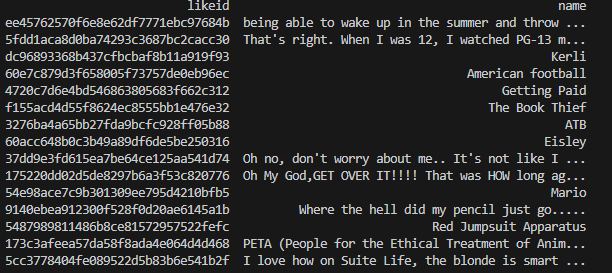 likeid name
ee45762570f6e8e62df7771ebc97684b being able to wake up in the summer and throw ...
5fdd1aca8d0ba74293c3687bc2cacc30 That's right. When I was 12, I watched PG-13 m...
dc96893368b437cfbcbaf8b11a919f93 Kerli
60e7c879d3f658005f73757de0eb96ec American football
4720c7d6e4bd546863805683f662c312 Getting Paid
f155acd4d55f8624ec8555bb1e476e32 The Book Thief
3276ba4a65bb27fda9bcfc928ff05b88 ATB
60acc648b0c3b49a89df6de5be250316 Eisley
37dd9e3fd615ea7be64ce125aa541d74 Oh no, don't worry about me.. It's not like I ...
175220dd02d5de8297b6a3f53c820776 Oh My God,GET OVER IT!!!! That was HOW long ag...
54e98ace7c9b301309ee795d4210bfb5 Mario
9140ebea912300f528f0d20ae6145a1b Where the hell did my pencil just go.....
5487989811486b8ce81572957522fefc Red Jumpsuit Apparatus
173c3afeea57da58f8ada4e064d4d468 PETA (People for the Ethical Treatment of Anim...
5cc3778404fe089522d5b83b6e541b2f I love how on Suite Life, the blonde is smart ...